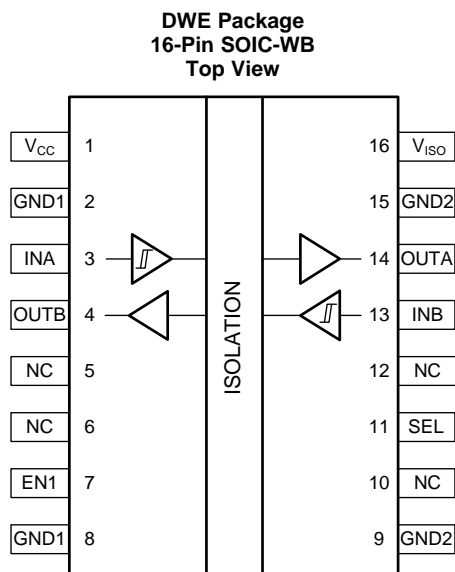 DWE Package
16-Pin SOIC-WB
Top View
VCC 1 16 VISO
GND1 2 15 GND2
INA 3 14 OUTA
OUTB 4 13 INB
ISOLATION
NC 5 12 NC
NC 6 11 SEL
EN1 7 10 NC
GND1 8 9 GND2